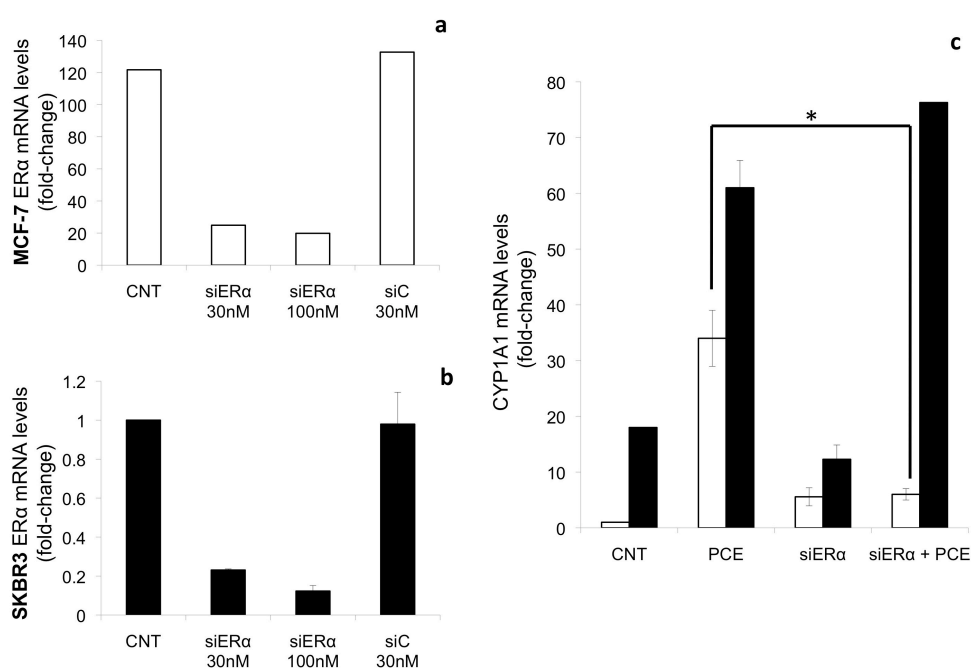 a
MCF-7 ERα mRNA levels
(fold-change)
140
120
100
80
60
40
20
0
CNT
siERα
30nM
siERα
100nM
siC
30nM
b
SKBR3 ERα mRNA levels
(fold-change)
1.2
1
0.8
0.6
0.4
0.2
0
CNT
siERα
30nM
siERα
100nM
siC
30nM
c
CYP1A1 mRNA levels
(fold-change)
80
70
60
50
40
30
20
10
0
*
CNT
PCE
siERα
siERα + PCE